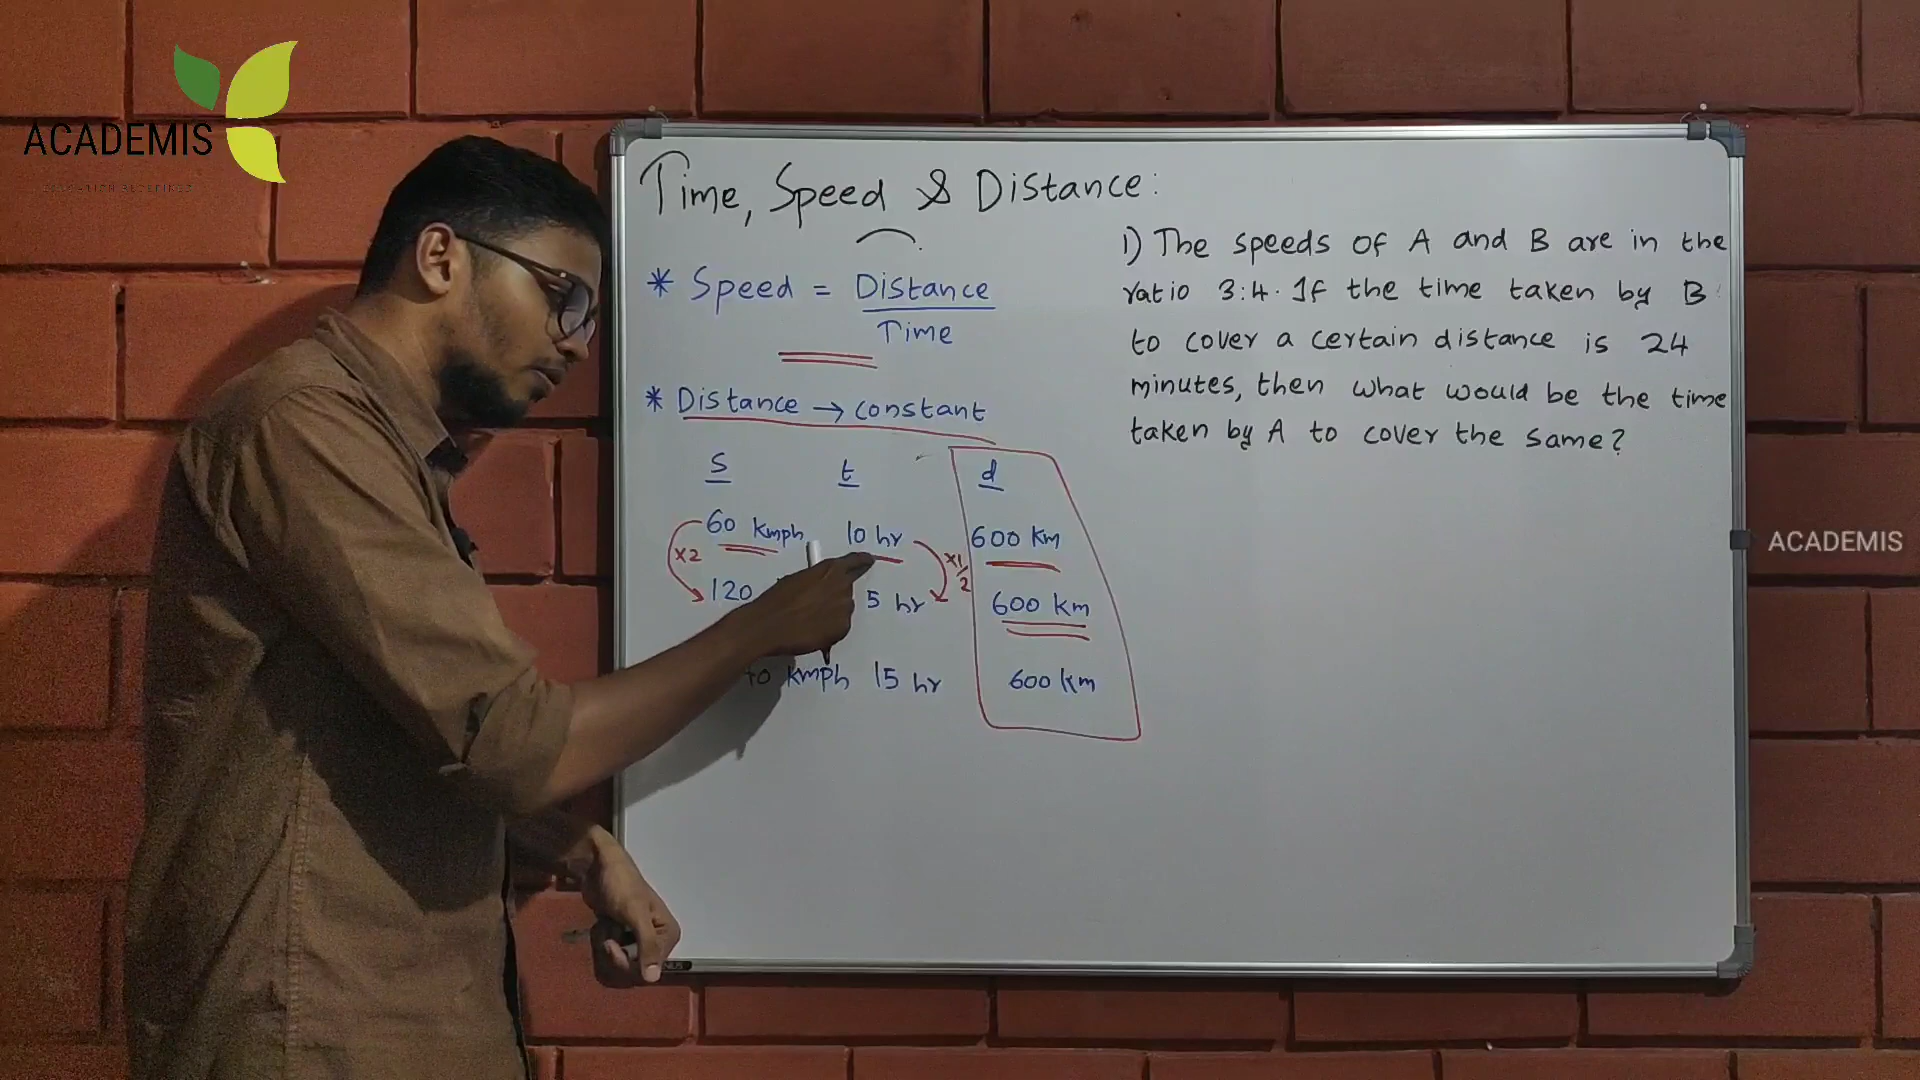 ACADEMIS
EDUCATION REDEFINED
Time, Speed & Distance:
* Speed = Distance
Time
* Distance → constant
s t d
60 Kmph 10 hr 600 km
x2
x1/2
120 5 hr 600 km
40 kmph 15 hr 600 km
1) The speeds of A and B are in the
ratio 3:4. If the time taken by B
to cover a certain distance is 24
minutes, then what would be the time
taken by A to cover the same?
ACADEMIS